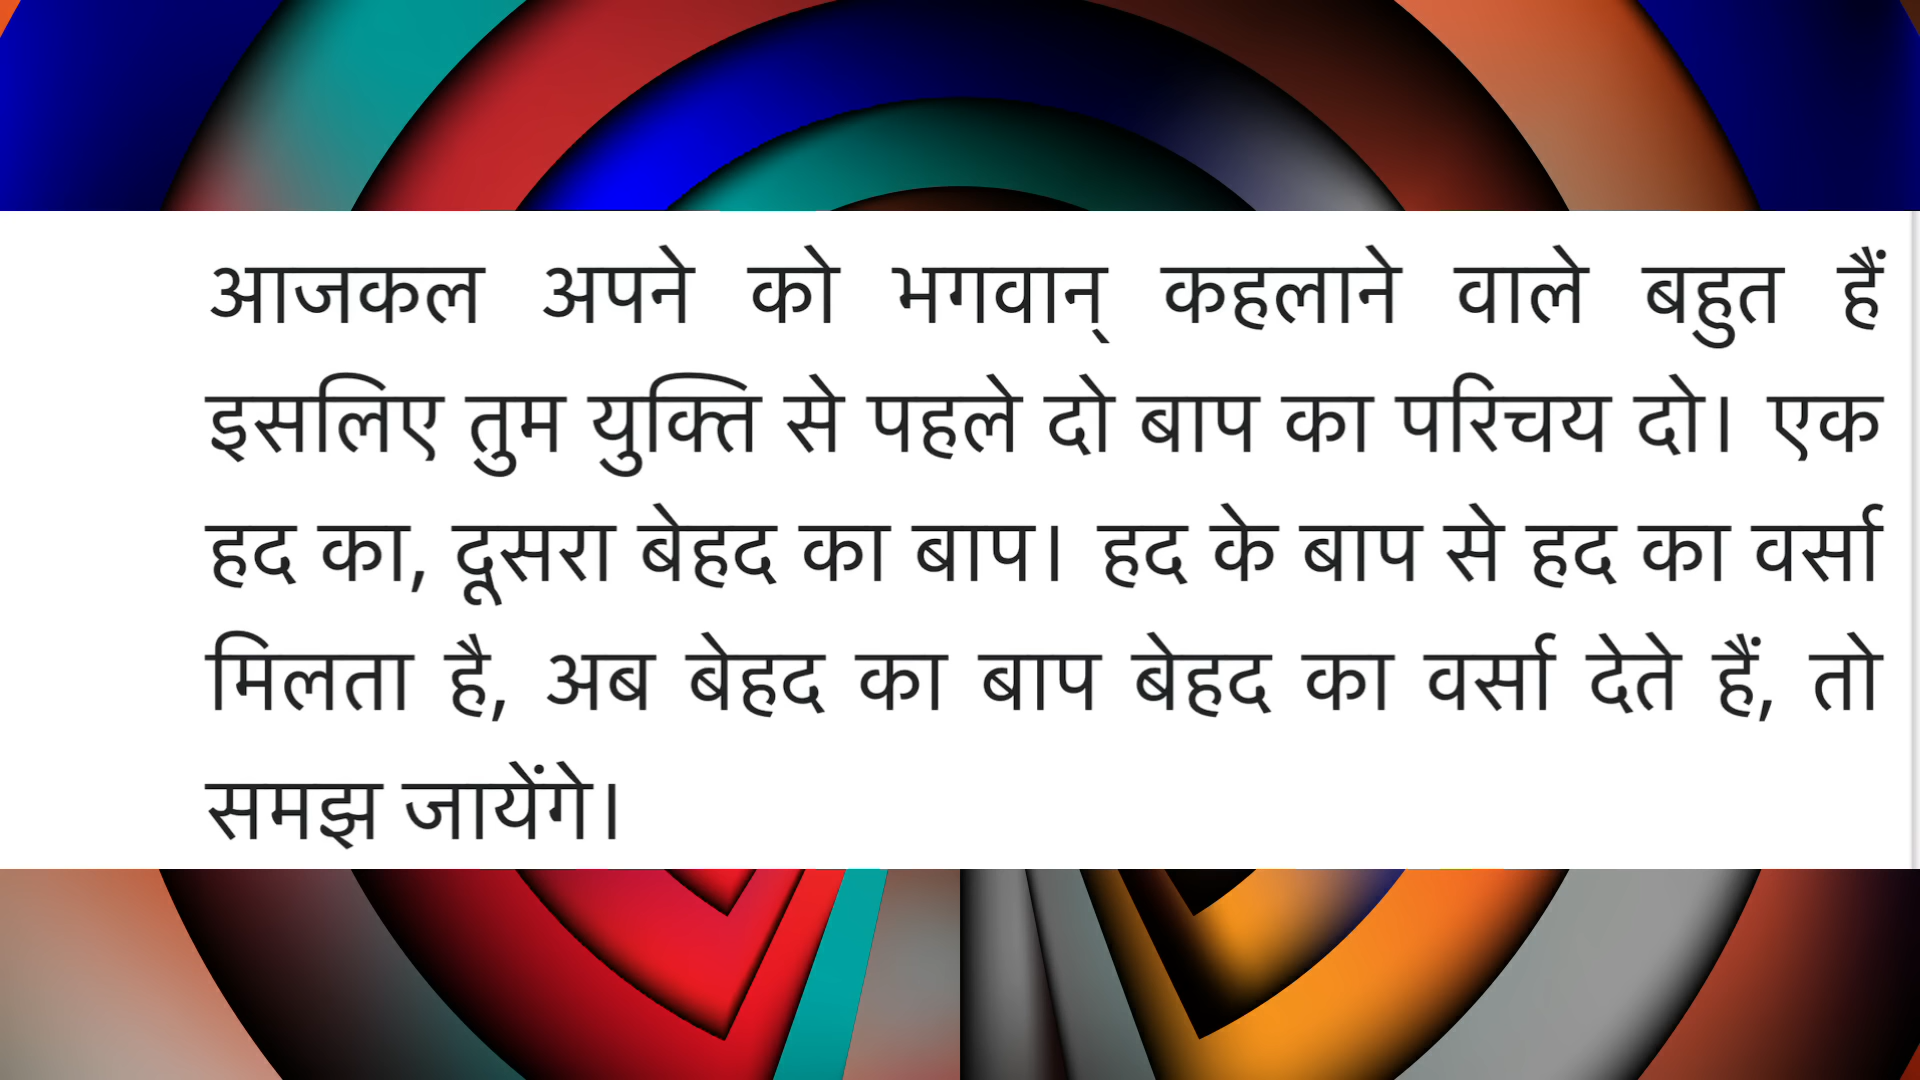 आजकल अपने को भगवान् कहलाने वाले बहुत हैं
इसलिए तुम युक्ति से पहले दो बाप का परिचय दो। एक
हद का, दूसरा बेहद का बाप। हद के बाप से हद का वर्सा
मिलता है, अब बेहद का बाप बेहद का वर्सा देते हैं, तो
समझ जायेंगे।